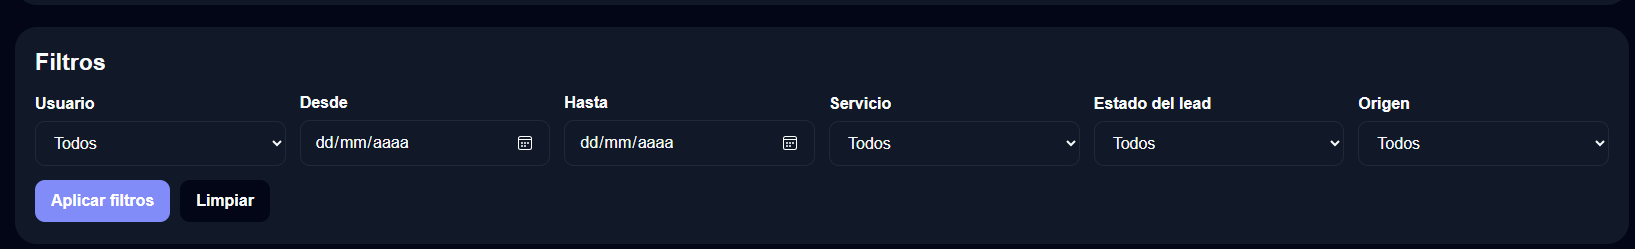 Filtros
Usuario Desde Hasta Servicio Estado del lead Origen
Todos dd/mm/aaaa dd/mm/aaaa Todos Todos Todos
Aplicar filtros Limpiar